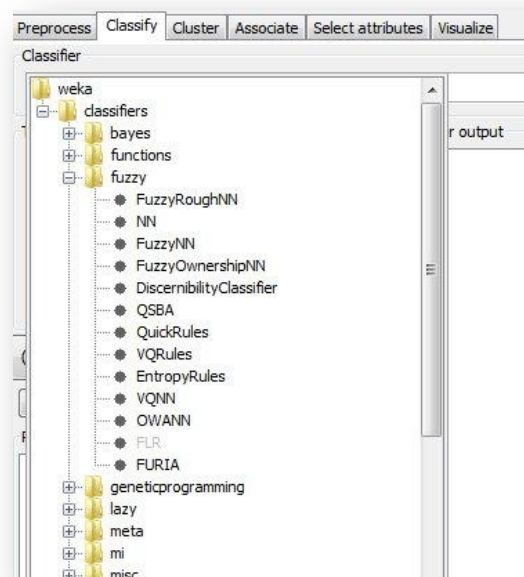 Preprocess Classify Cluster Associate Select attributes Visualize
Classifier
weka
classifiers
bayes
r output
functions
fuzzy
FuzzyRoughNN
NN
FuzzyNN
FuzzyOwnershipNN
DiscernibilityClassifier
QSBA
QuickRules
VQRules
EntropyRules
VQNN
OWANN
FLR
FURIA
geneticprogramming
lazy
meta
mi
misc